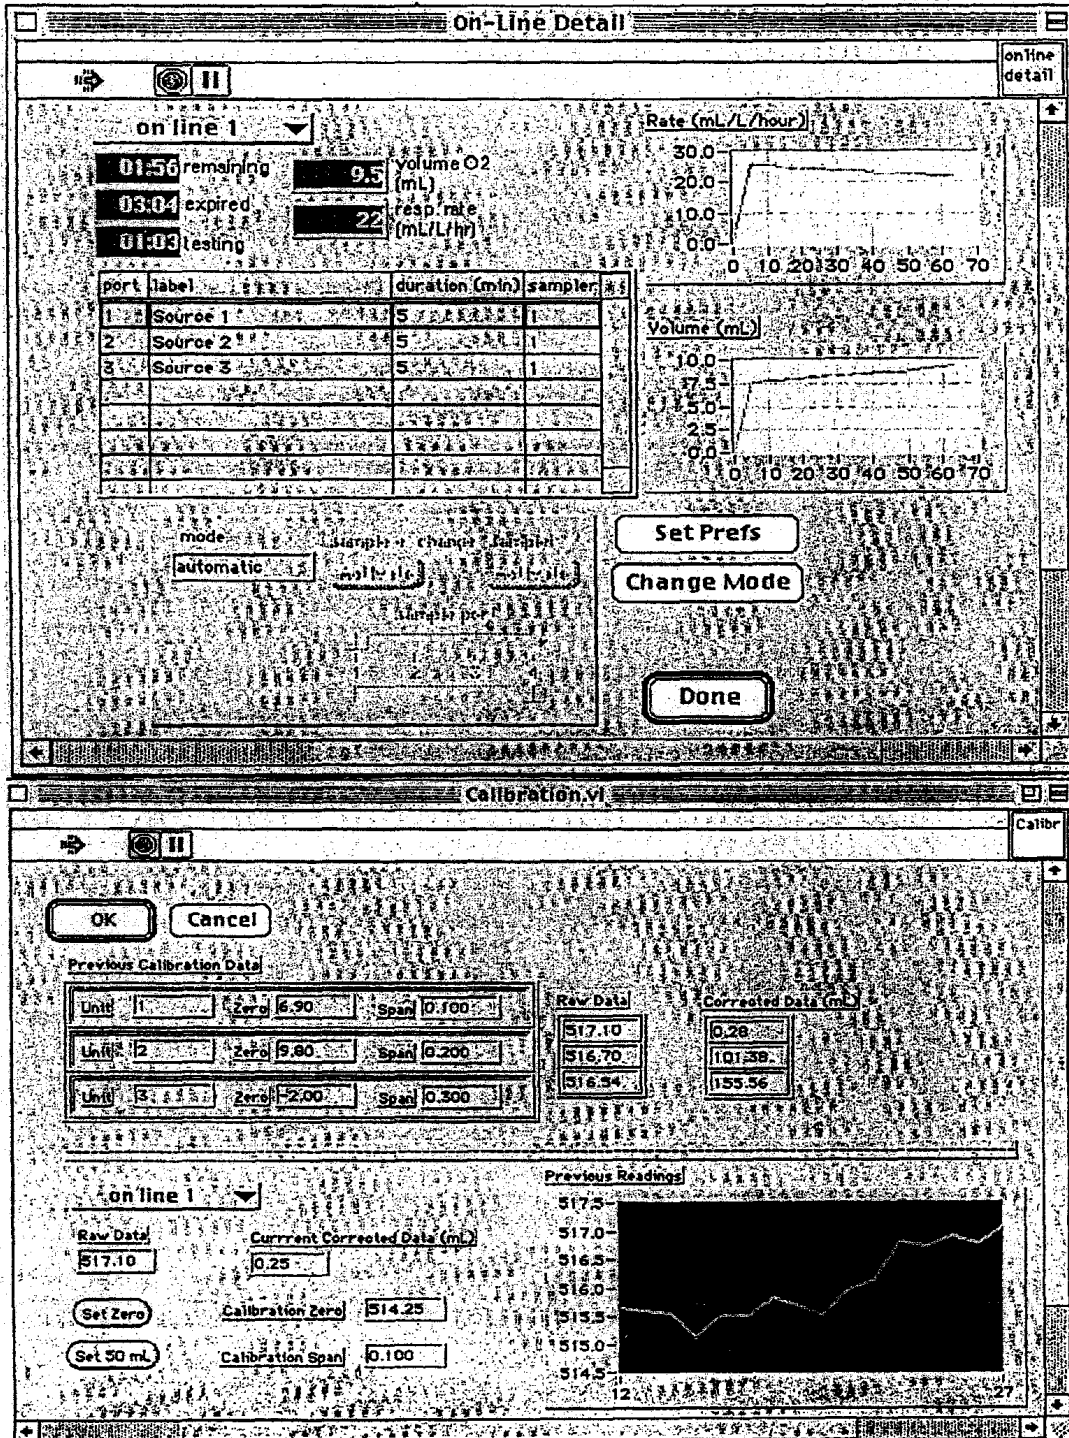 On-Line Detail
online
detail
on line 1
01:56 remaining
03:04 expired
01:03 testing
9.5 volume O2
(mL)
22 resp. rate
(mL/L/hr)
Rate (mL/L/hour)
30.0
20.0
10.0
0.0
0 10 20 30 40 50 60 70
port label duration (min) sampler
1 Source 1 5 1
2 Source 2 5 1
3 Source 3 5 1
Volume (mL)
10.0
7.5
5.0
2.5
0.0
0 10 20 30 40 50 60 70
mode
automatic
Set Prefs
Change Mode
Done
Calibration.vi
Calibr
OK Cancel
Previous Calibration Data
Unit 1 Zero 6.90 Span 0.100
Unit 2 Zero 9.80 Span 0.200
Unit 3 Zero -2.00 Span 0.300
Raw Data
517.10
516.70
516.54
Corrected Data (mL)
0.28
101.38
155.56
on line 1
Raw Data
517.10
Currrent Corrected Data (mL)
0.25
Set Zero Calibration Zero 514.25
Set 50 mL Calibration Span 0.100
Previous Readings
517.5
517.0
516.5
516.0
515.5
515.0
514.5
12 27